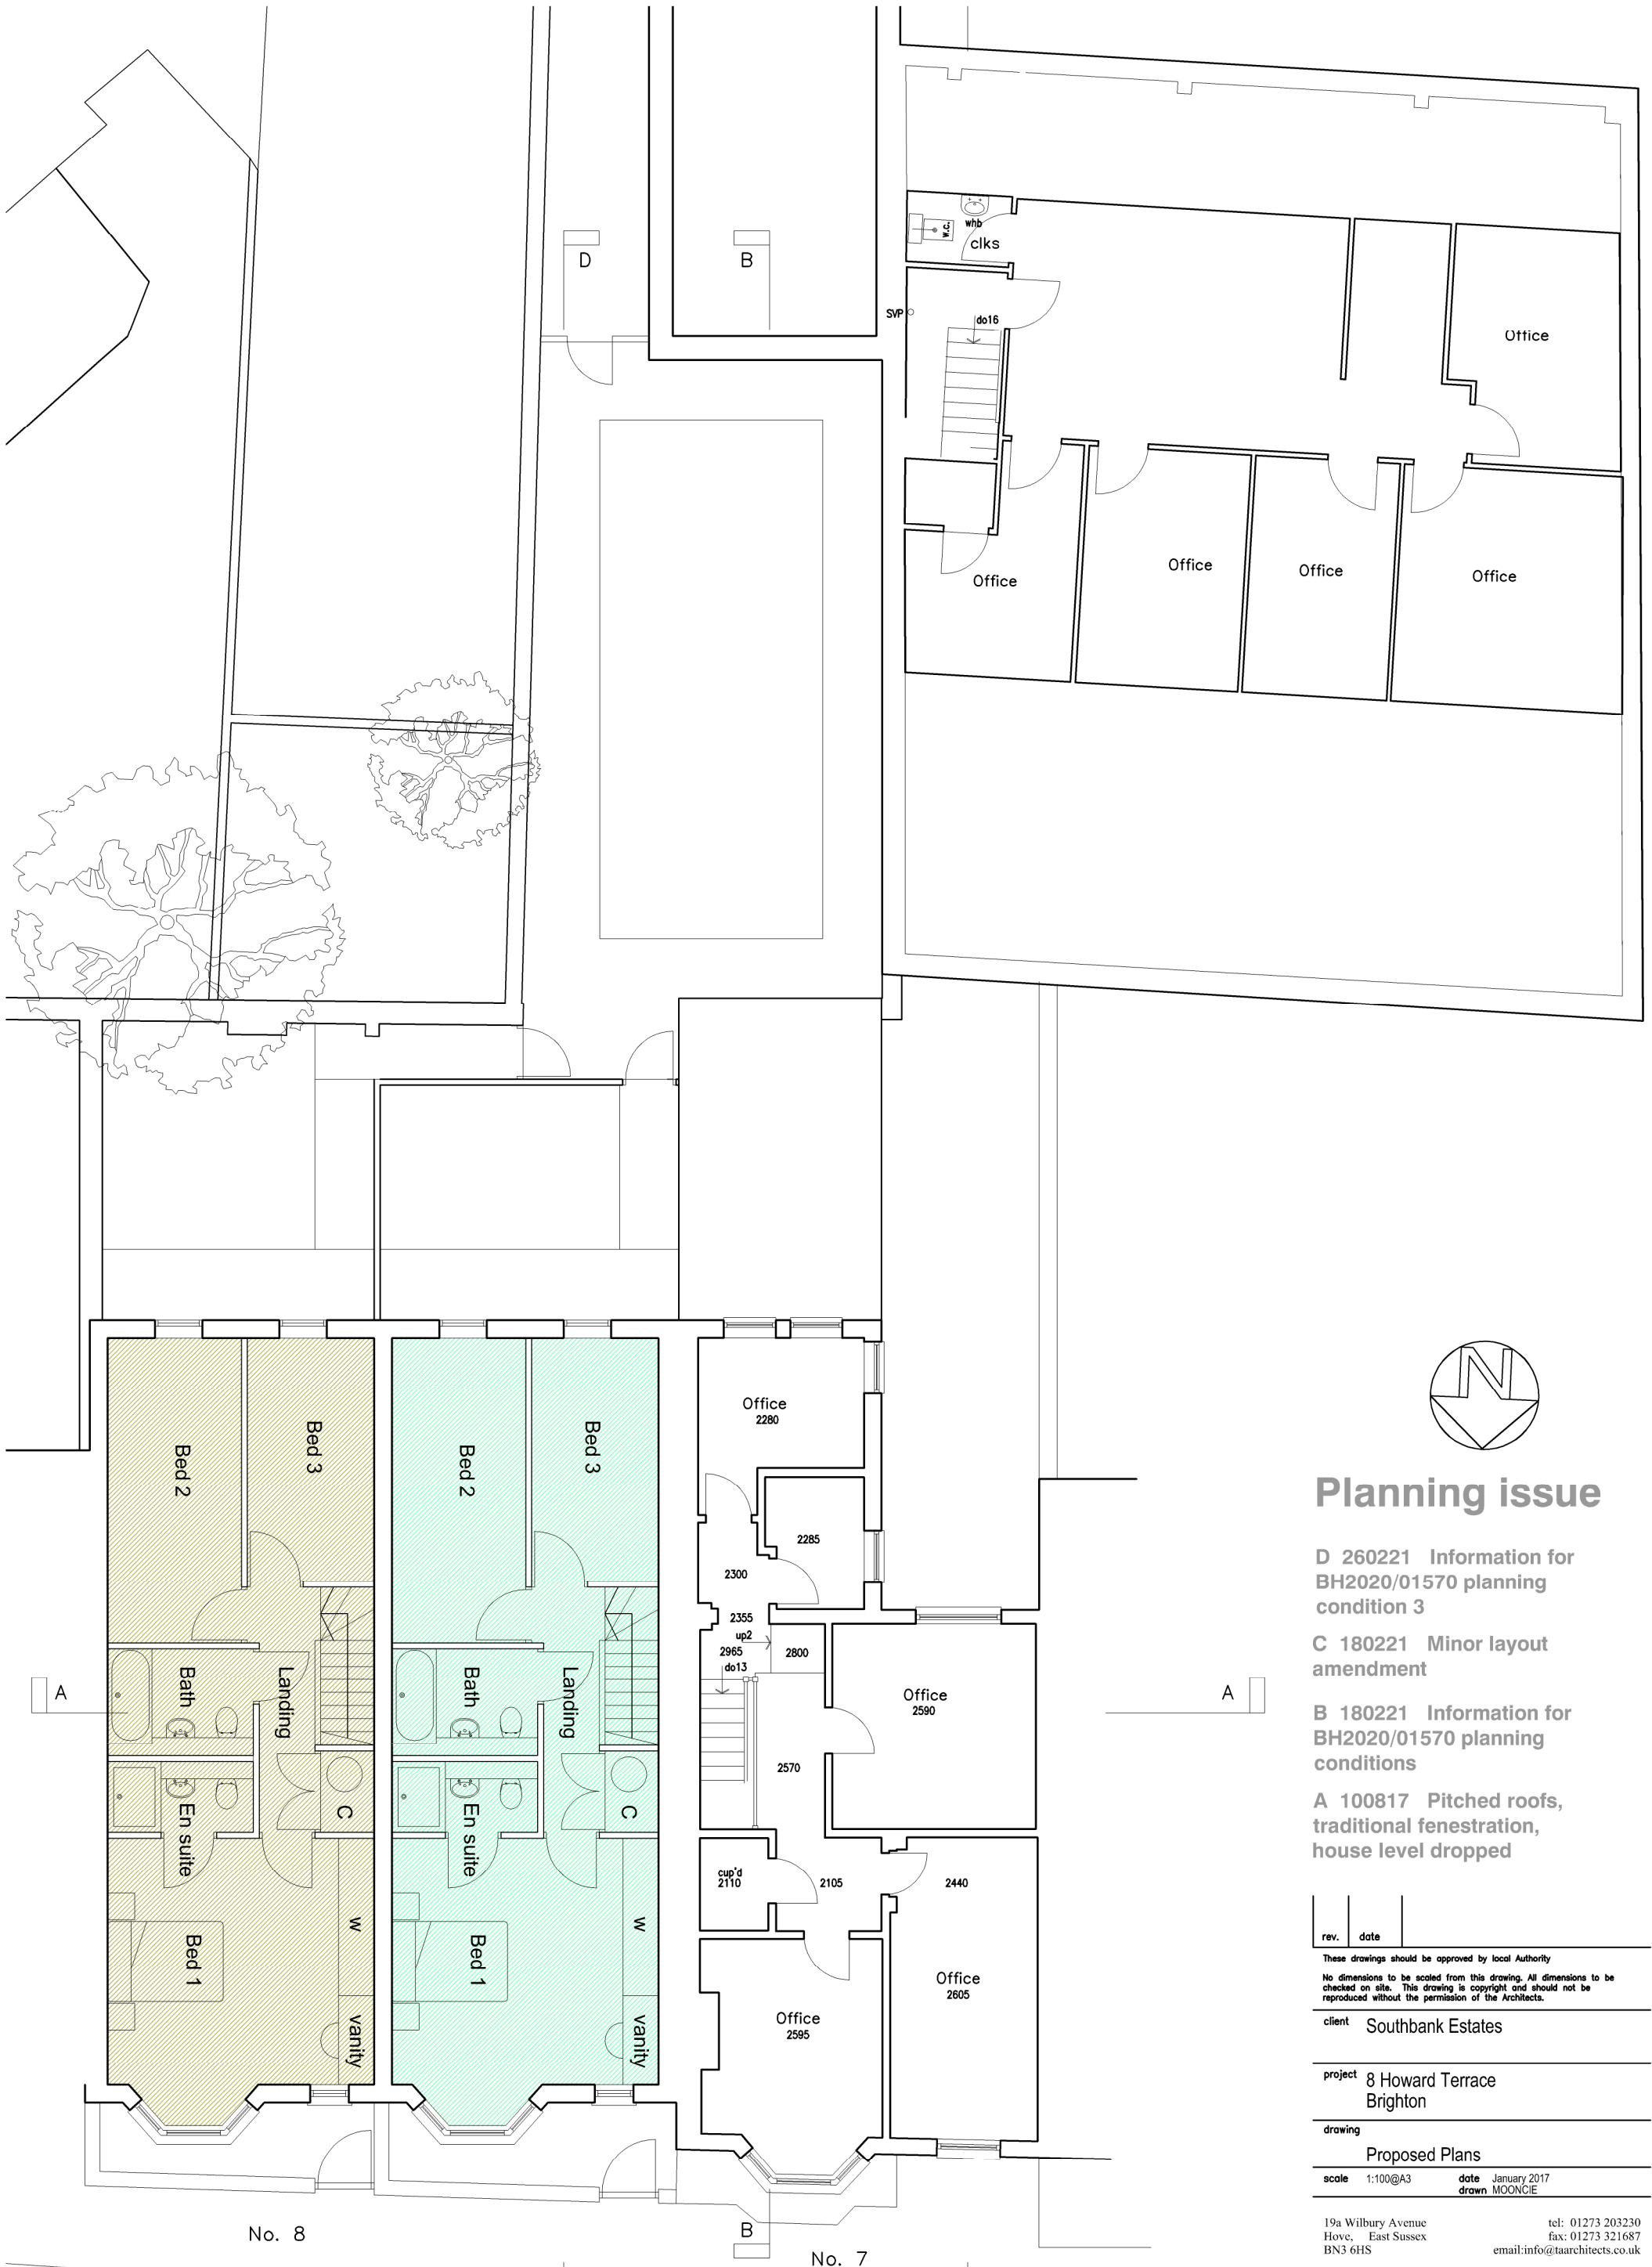 D
B
whb
w.c.
clks
SVP
do16
Office
Office
Office
Office
Office
Office
2280
Bed 3
Bed 2
Bed 3
Bed 2
2285
2300
2355
up2
2965
do13
2800
Bath
Landing
Bath
Landing
A
A
Office
2590
2570
En suite
C
En suite
C
cup'd
2110
2105
2440
w
Bed 1
w
Bed 1
Office
2605
Office
2595
vanity
vanity
No. 8
B
No. 7
N
Planning issue
D 260221 Information for
BH2020/01570 planning
condition 3
C 180221 Minor layout
amendment
B 180221 Information for
BH2020/01570 planning
conditions
A 100817 Pitched roofs,
traditional fenestration,
house level dropped
rev. date
These drawings should be approved by local Authority
No dimensions to be scaled from this drawing. All dimensions to be
checked on site. This drawing is copyright and should not be
reproduced without the permission of the Architects.
client Southbank Estates
project 8 Howard Terrace
Brighton
drawing
Proposed Plans
scale 1:100@A3 date January 2017
drawn MOONCIE
19a Wilbury Avenue tel: 01273 203230
Hove, East Sussex fax: 01273 321687
BN3 6HS email:info@taarchitects.co.uk